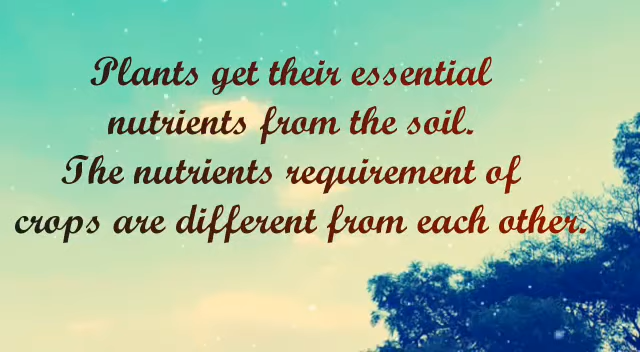 Plants get their essential
nutrients from the soil.
The nutrients requirement of
crops are different from each other.